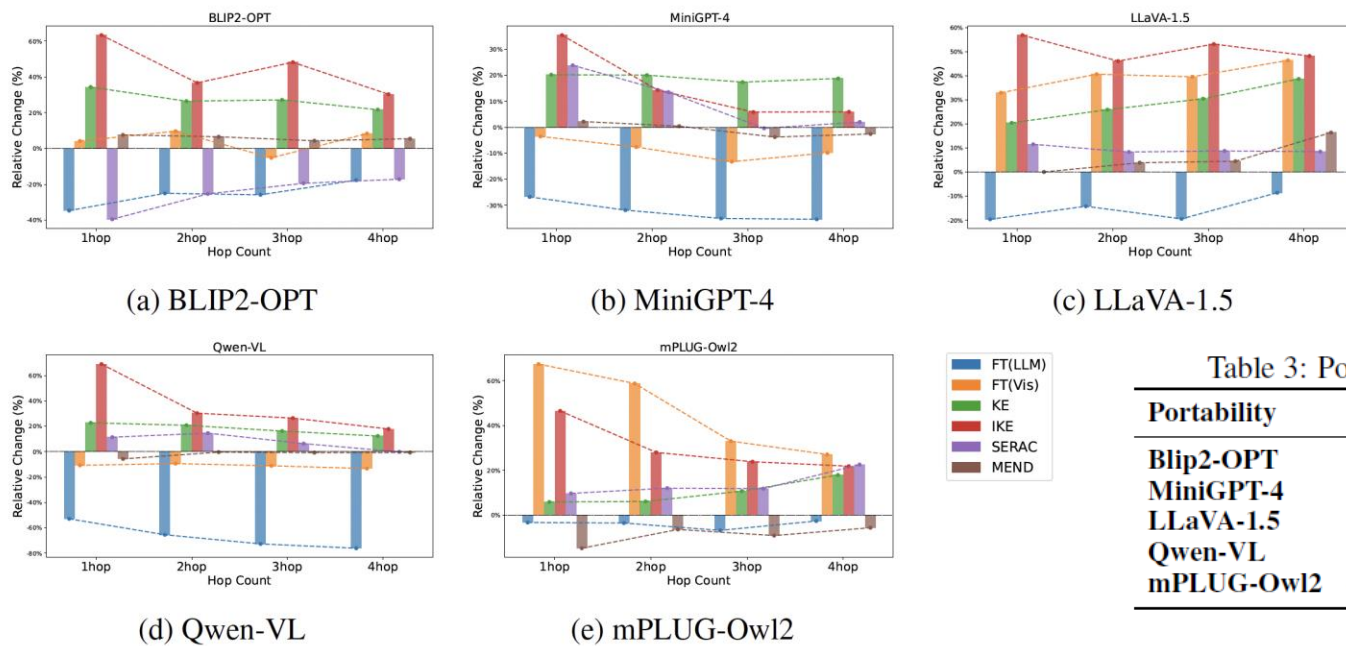 BLIP2-OPT
60%
40%
20%
0%
-20%
-40%
Relative Change (%)
1hop 2hop 3hop 4hop
Hop Count
(a) BLIP2-OPT
MiniGPT-4
30%
20%
10%
0%
-10%
-20%
-30%
Relative Change (%)
1hop 2hop 3hop 4hop
Hop Count
(b) MiniGPT-4
LLaVA-1.5
60%
50%
40%
30%
20%
10%
0%
-10%
-20%
Relative Change (%)
1hop 2hop 3hop 4hop
Hop Count
(c) LLaVA-1.5
Qwen-VL
60%
40%
20%
0%
-20%
-40%
-60%
-80%
Relative Change (%)
1hop 2hop 3hop 4hop
Hop Count
(d) Qwen-VL
mPLUG-Owl2
60%
40%
20%
0%
Relative Change (%)
1hop 2hop 3hop 4hop
Hop Count
(e) mPLUG-Owl2
FT(LLM)
FT(Vis)
KE
IKE
SERAC
MEND
Table 3: Po
Portability
Blip2-OPT
MiniGPT-4
LLaVA-1.5
Qwen-VL
mPLUG-Owl2